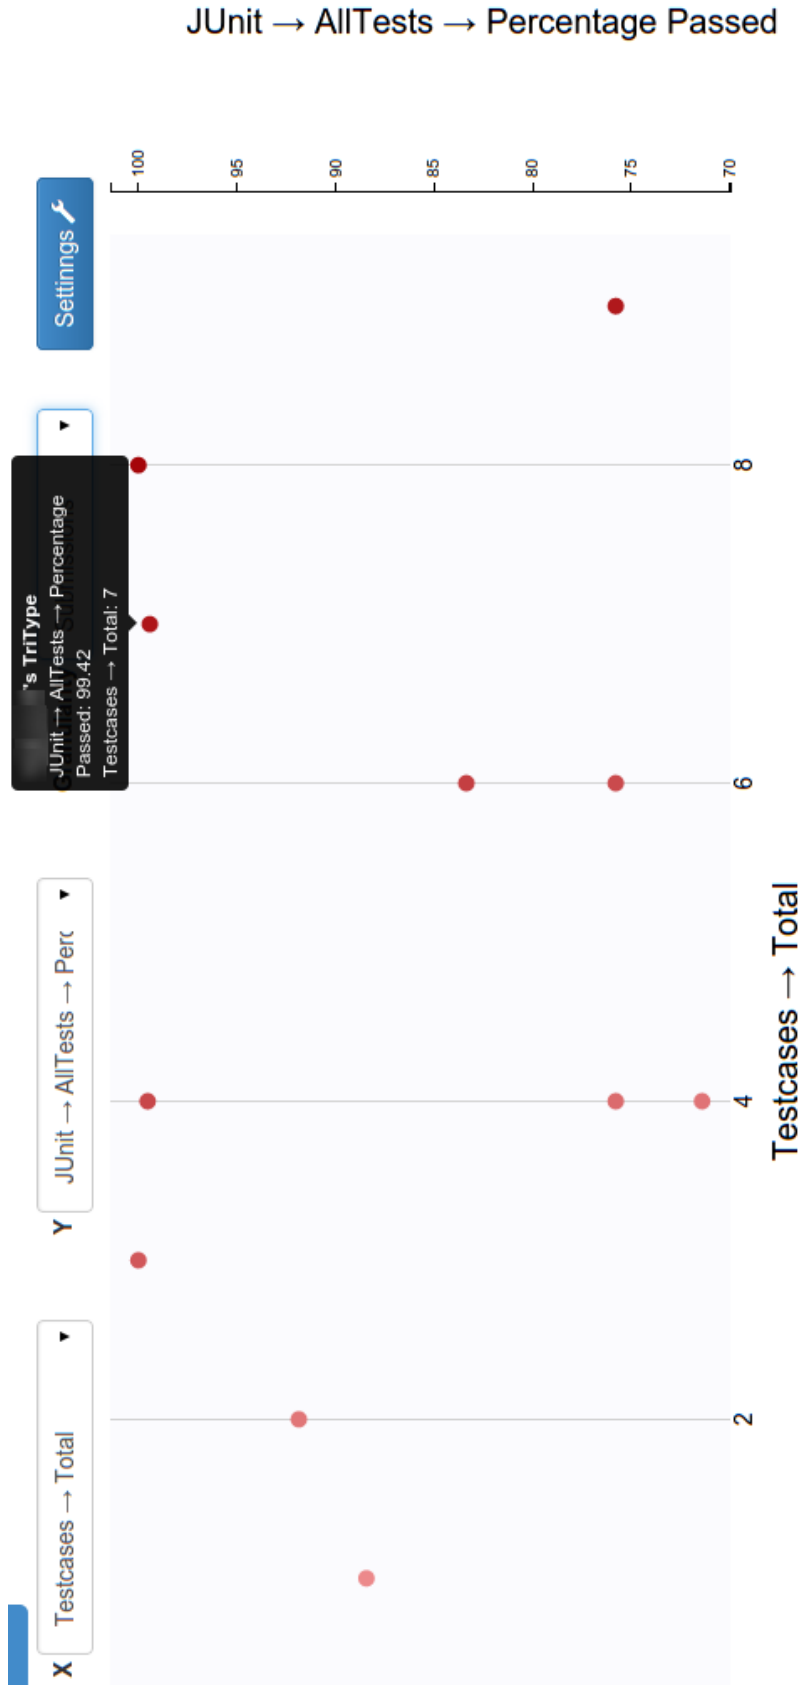 X
Testcases → Total
Y
JUnit → AllTests → Perc
Settinngs
's TriType
JUnit → AllTests → Percentage
Passed: 99.42
Testcases → Total: 7
100
95
90
85
80
75
70
JUnit → AllTests → Percentage Passed
2 4 6 8
Testcases → Total